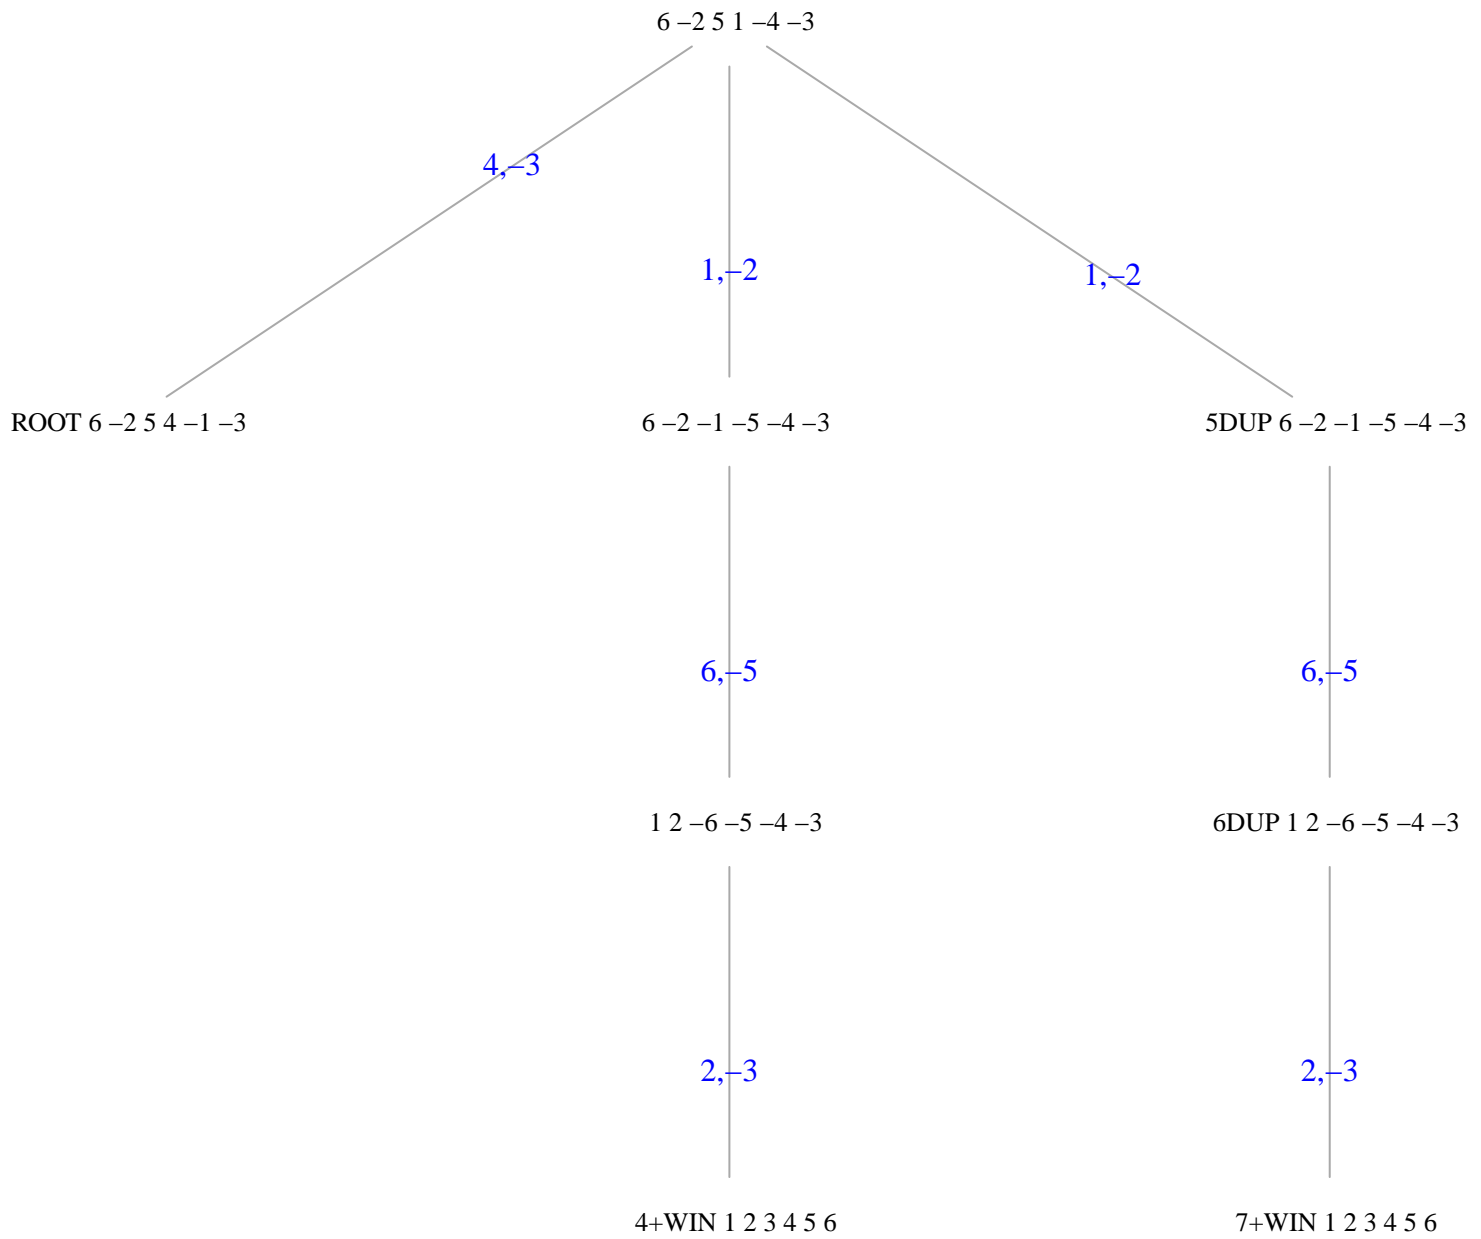 6 –2 5 1 –4 –3
4,–3
1,–2
1,–2
ROOT 6 –2 5 4 –1 –3
6 –2 –1 –5 –4 –3
5DUP 6 –2 –1 –5 –4 –3
6,–5
6,–5
1 2 –6 –5 –4 –3
6DUP 1 2 –6 –5 –4 –3
2,–3
2,–3
4+WIN 1 2 3 4 5 6
7+WIN 1 2 3 4 5 6